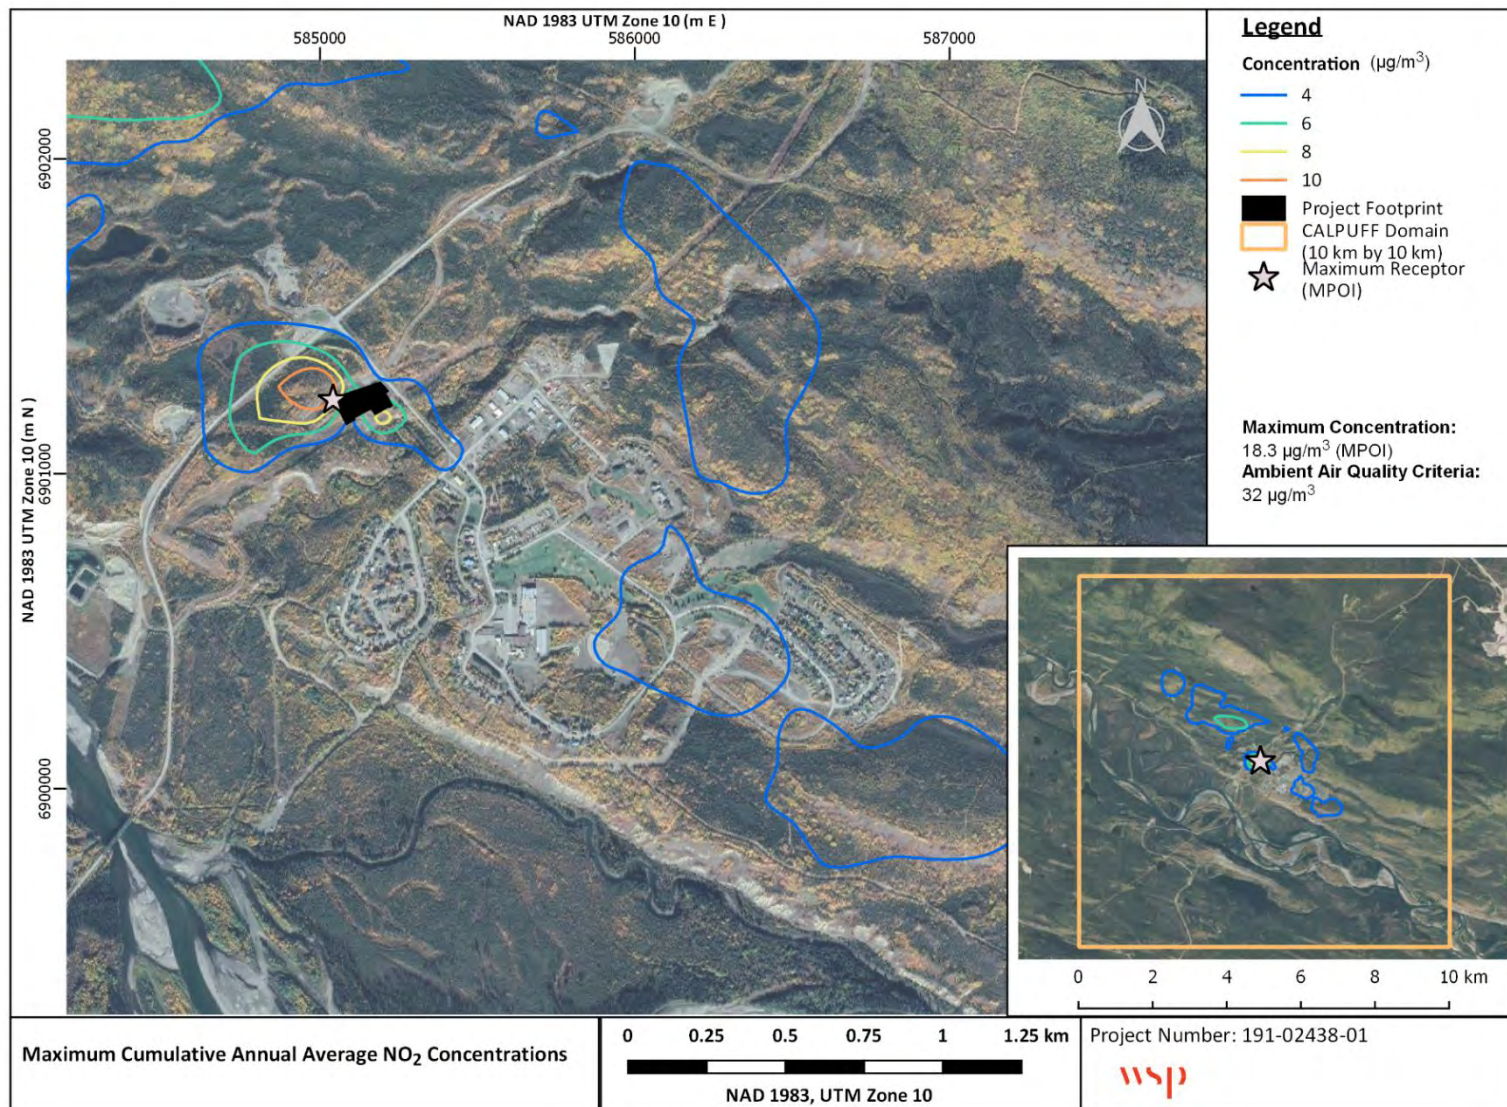 NAD 1983 UTM Zone 10 (m E )
585000 586000 587000
NAD 1983 UTM Zone 10 (m N )
6902000
6901000
6900000
N
Legend
Concentration (µg/m³)
4
6
8
10
Project Footprint
CALPUFF Domain
(10 km by 10 km)
Maximum Receptor
(MPOI)
Maximum Concentration:
18.3 µg/m³ (MPOI)
Ambient Air Quality Criteria:
32 µg/m³
0 2 4 6 8 10 km
Maximum Cumulative Annual Average NO₂ Concentrations
0 0.25 0.5 0.75 1 1.25 km
NAD 1983, UTM Zone 10
Project Number: 191-02438-01
wsp